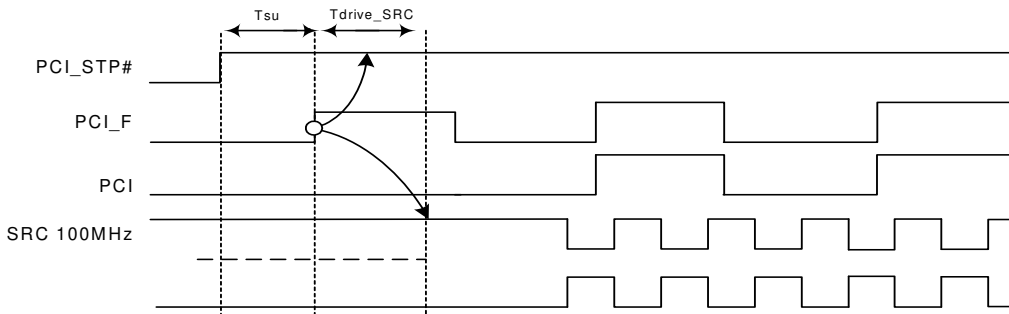 Tsu Tdrive_SRC
PCI_STP#
PCI_F
PCI
SRC 100MHz